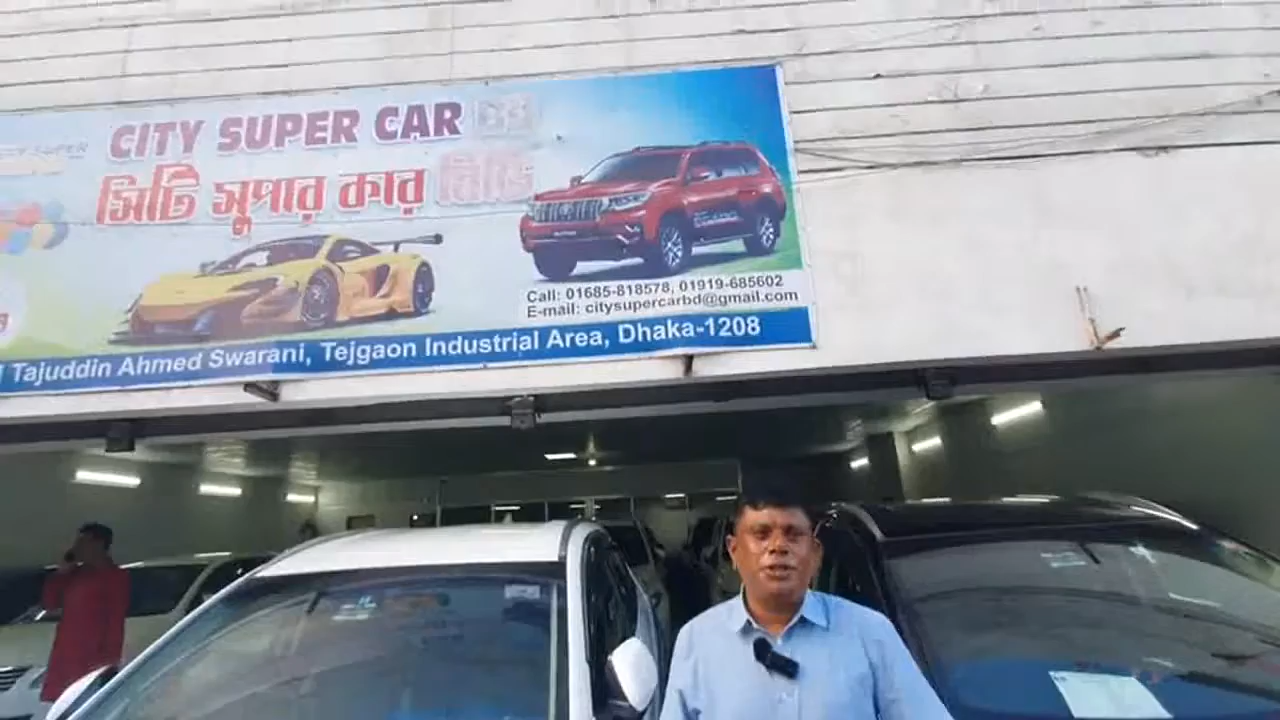 CITY SUPER CAR BD
সিটি সুপার কার বিডি
Call: 01685-818578, 01919-685602
E-mail: citysupercarbd@gmail.com
Tajuddin Ahmed Swarani, Tejgaon Industrial Area, Dhaka-1208